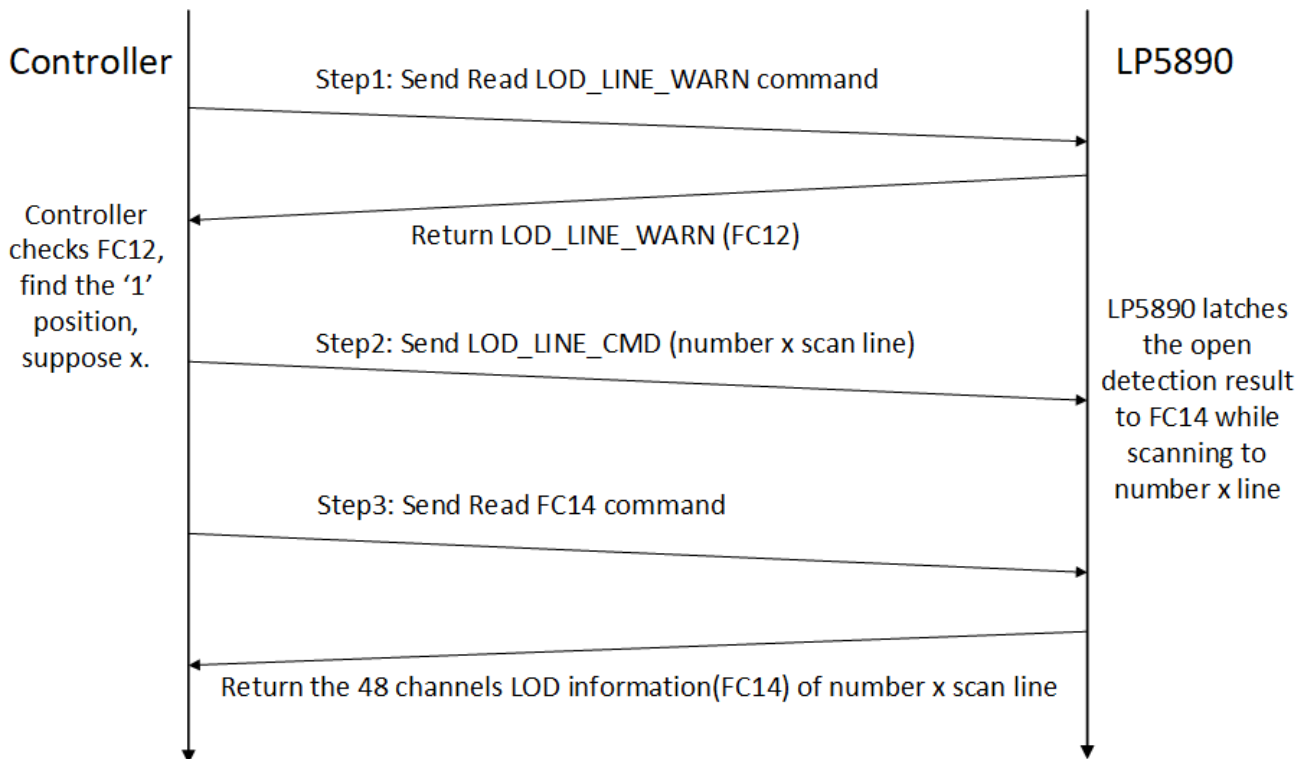 Controller
LP5890
Step1: Send Read LOD_LINE_WARN command
Return LOD_LINE_WARN (FC12)
Controller
checks FC12,
find the ‘1’
position,
suppose x.
Step2: Send LOD_LINE_CMD (number x scan line)
LP5890 latches
the open
detection result
to FC14 while
scanning to
number x line
Step3: Send Read FC14 command
Return the 48 channels LOD information(FC14) of number x scan line